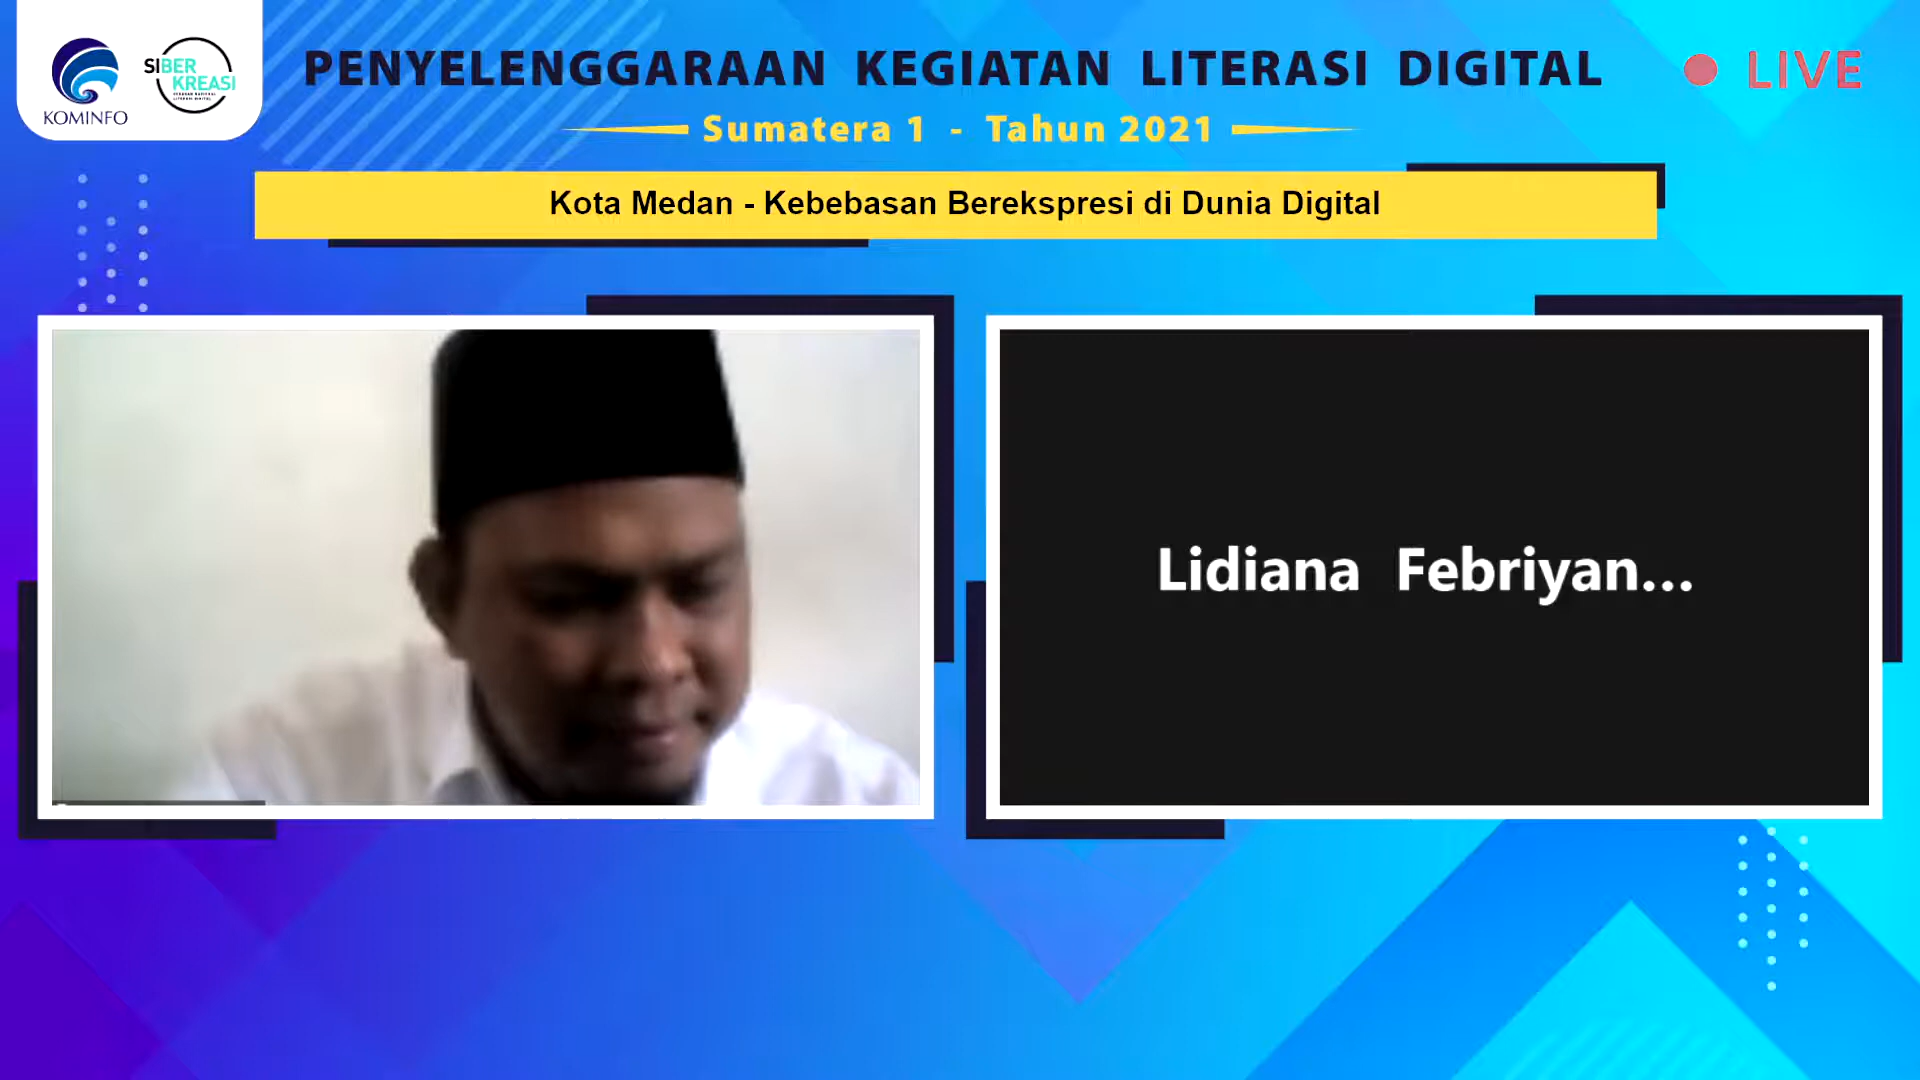 KOMINFO
SIBER
KREASI
PENYELENGGARAAN KEGIATAN LITERASI DIGITAL
LIVE
Sumatera 1 - Tahun 2021
Kota Medan - Kebebasan Berekspresi di Dunia Digital
Lidiana Febriyan...